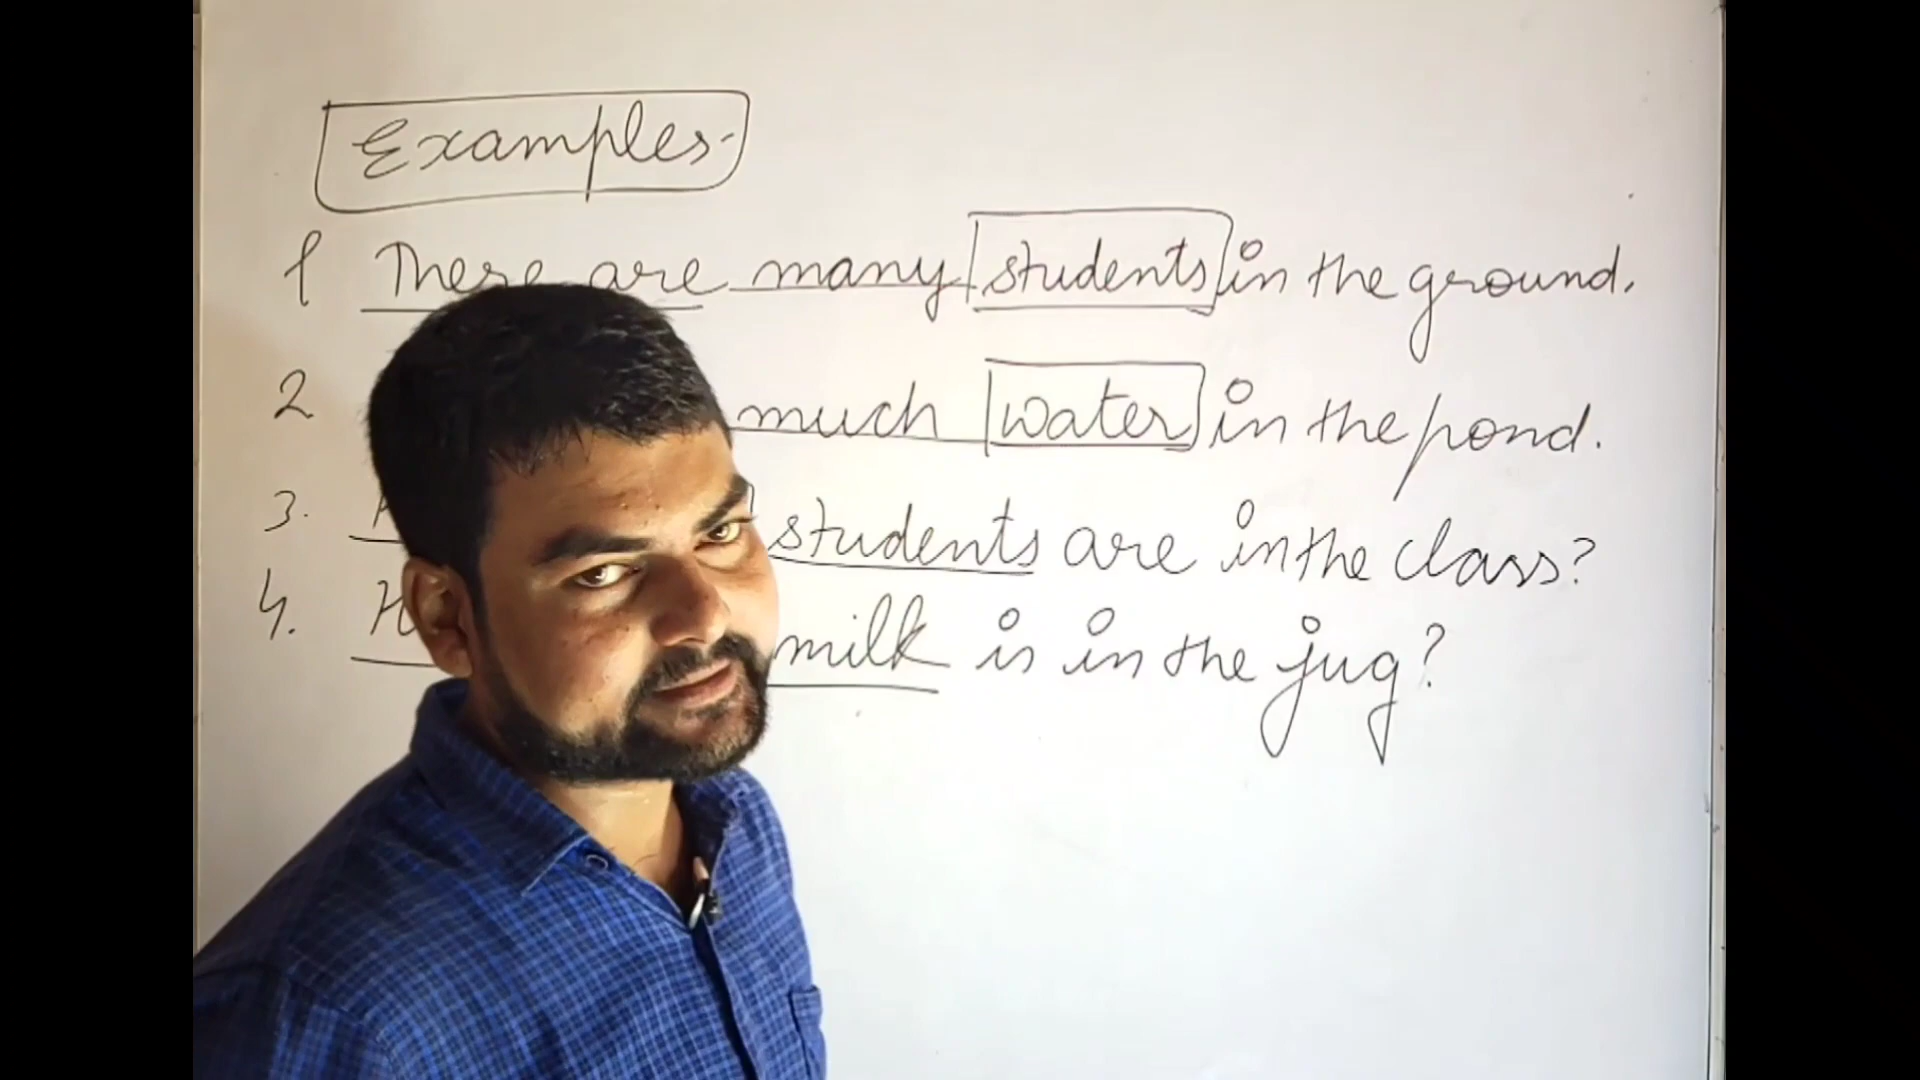 Examples.
1 There are many students in the ground.
2 much water in the pond.
3. students are in the class?
4. milk is in the jug?